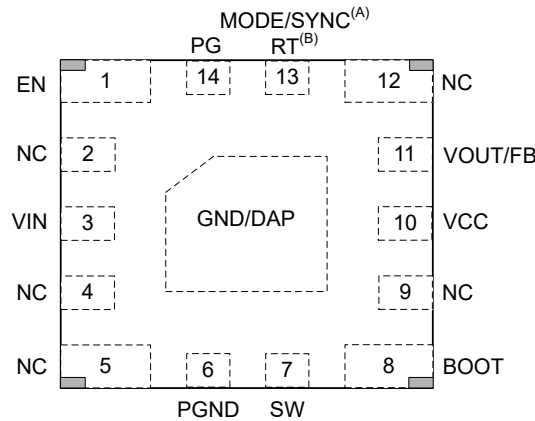 MODE/SYNC(A)
PG RT(B)
EN 1 14 13 12 NC
NC 2 11 VOUT/FB
VIN 3 GND/DAP 10 VCC
NC 4 9 NC
NC 5 6 7 8 BOOT
PGND SW